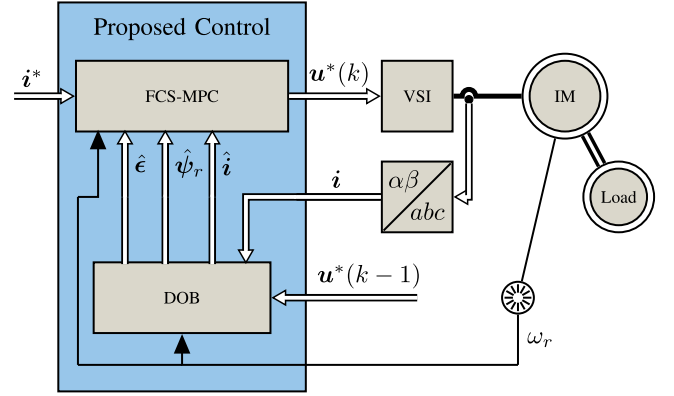 Proposed Control
i*
FCS-MPC
u*(k)
VSI
IM
ε̂
ψ̂ᵣ
î
i
αβ
abc
Load
DOB
u*(k−1)
ωᵣ